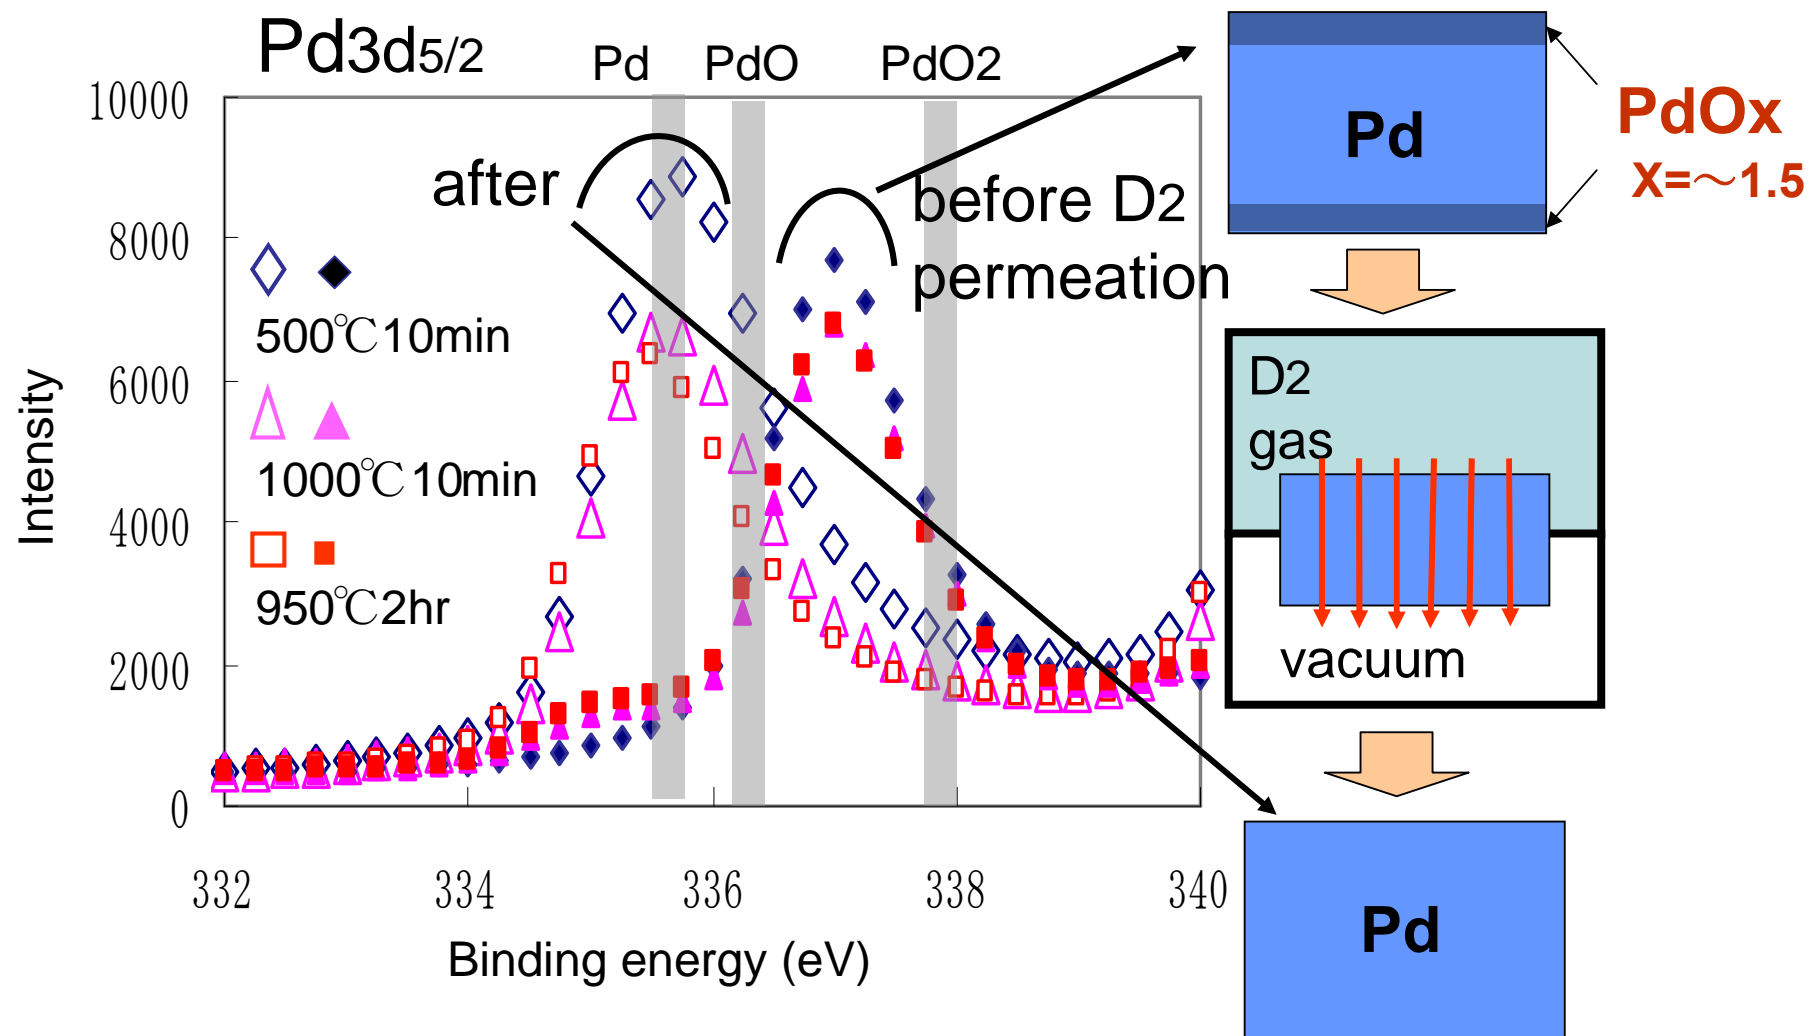 Pd3d5/2
Pd PdO PdO2
10000
8000
6000
4000
2000
0
Intensity
after
before D2
permeation
500℃10min
1000℃10min
950℃2hr
332 334 336 338 340
Binding energy (eV)
Pd
PdOx
X=～1.5
D2
gas
vacuum
Pd